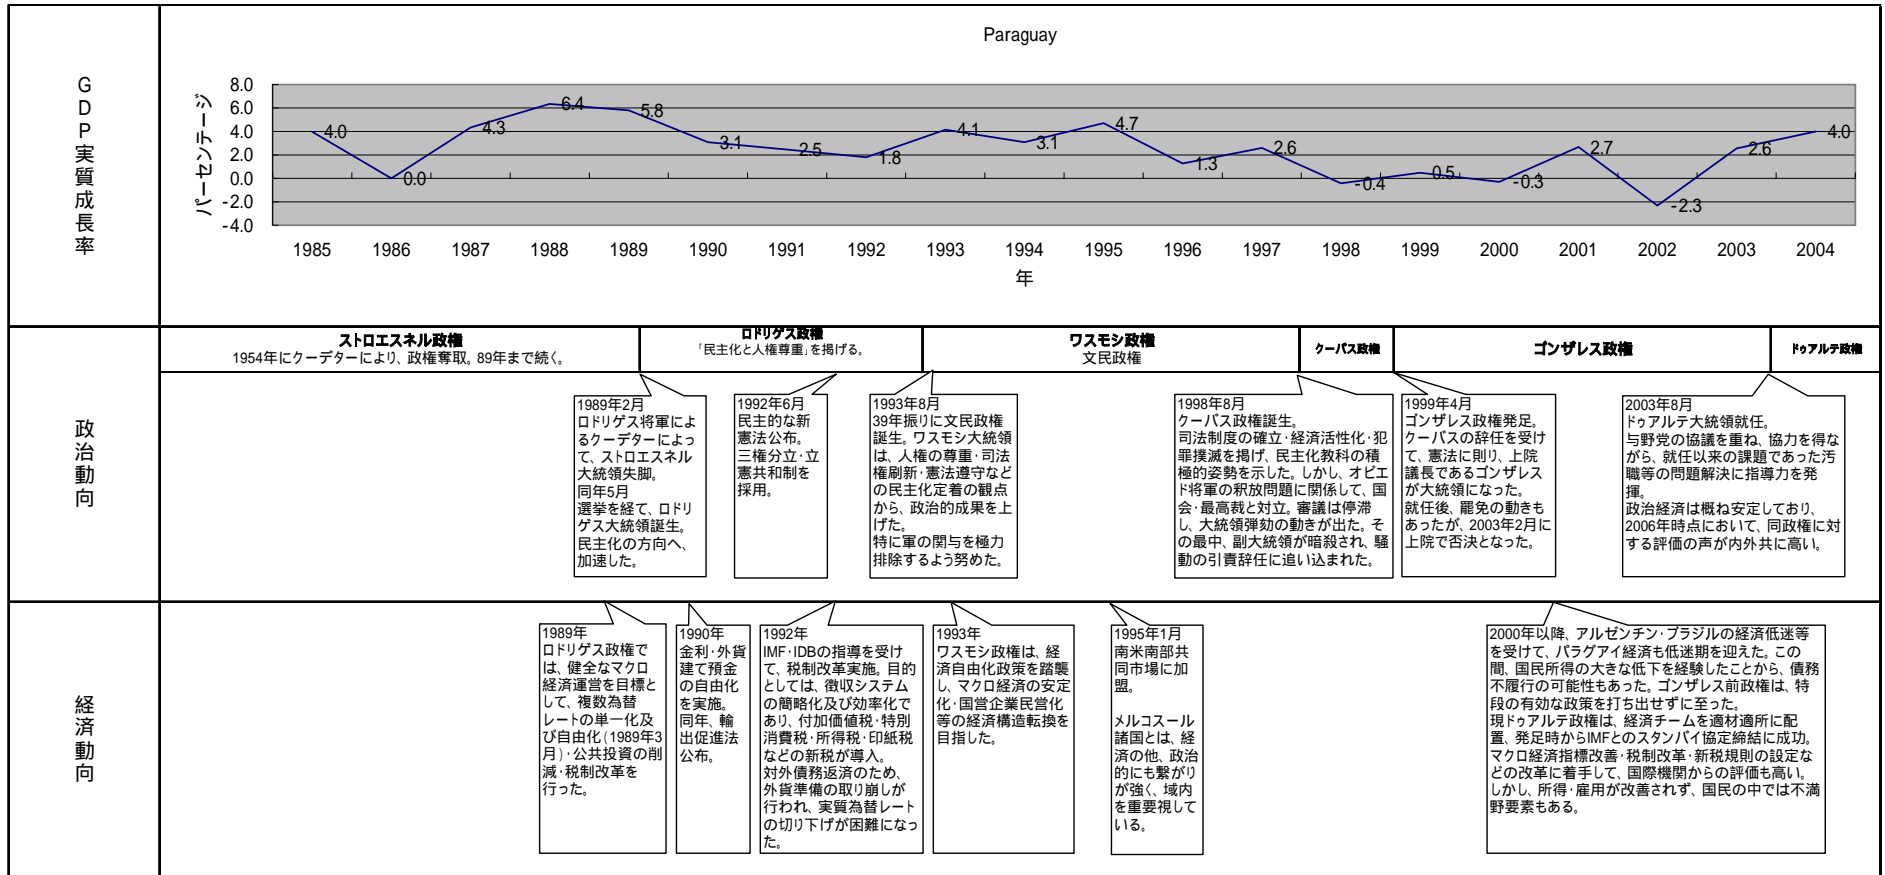 Paraguay
GDP実質成長率
パーセンテージ
8.0
6.0
4.0
2.0
0.0
-2.0
-4.0
4.0
0.0
4.3
6.4
5.8
3.1
2.5
1.8
4.1
3.1
4.7
1.3
2.6
-0.4
0.5
-0.3
2.7
-2.3
2.6
4.0
1985 1986 1987 1988 1989 1990 1991 1992 1993 1994 1995 1996 1997 1998 1999 2000 2001 2002 2003 2004
年
政治動向
ストロエスネル政権
1954年にクーデターにより、政権奪取。89年まで続く。
ロドリゲス政権
「民主化と人権尊重」を掲げる。
ワスモシ政権
文民政権
クーバス政権
ゴンザレス政権
ドゥアルテ政権
1989年2月
ロドリゲス将軍によ
るクーデターによっ
て、ストロエスネル
大統領失脚。
同年5月
選挙を経て、ロドリ
ゲス大統領誕生。
民主化の方向へ、
加速した。
1992年6月
民主的な新
憲法公布。
三権分立・立
憲共和制を
採用。
1993年8月
39年振りに文民政権
誕生。ワスモシ大統領
は、人権の尊重・司法
権刷新・憲法遵守など
の民主化定着の観点
から、政治的成果を上
げた。
特に軍の関与を極力
排除するよう努めた。
1998年8月
クーバス政権誕生。
司法制度の確立・経済活性化・犯
罪撲滅を掲げ、民主化教科の積
極的姿勢を示した。しかし、オビエ
ド将軍の釈放問題に関係して、国
会・最高裁と対立。審議は停滞
し、大統領弾劾の動きが出た。そ
の最中、副大統領が暗殺され、騒
動の引責辞任に追い込まれた。
1999年4月
ゴンザレス政権発足。
クーバスの辞任を受け
て、憲法に則り、上院
議長であるゴンザレス
が大統領になった。
就任後、罷免の動きも
あったが、2003年2月に
上院で否決となった。
2003年8月
ドゥアルテ大統領就任。
与野党の協議を重ね、協力を得な
がら、就任以来の課題であった汚
職等の問題解決に指導力を発
揮。
政治経済は概ね安定しており、
2006年時点において、同政権に対
する評価の声が内外共に高い。
経済動向
1989年
ロドリゲス政権で
は、健全なマクロ
経済運営を目標と
して、複数為替
レートの単一化及
び自由化(1989年3
月)・公共投資の削
減・税制改革を
行った。
1990年
金利・外貨
建て預金
の自由化
を実施。
同年、輸
出促進法
公布。
1992年
IMF・IDBの指導を受け
て、税制改革実施。目的
としては、徴収システム
の簡略化及び効率化で
あり、付加価値税・特別
消費税・所得税・印紙税
などの新税が導入。
対外債務返済のため、
外貨準備の取り崩しが
行われ、実質為替レート
の切り下げが困難になっ
た。
1993年
ワスモシ政権は、経
済自由化政策を踏襲
し、マクロ経済の安定
化・国営企業民営化
等の経済構造転換を
目指した。
1995年1月
南米南部共
同市場に加
盟。
メルコスール
諸国とは、経
済の他、政治
的にも繋がり
が強く、域内
を重要視して
いる。
2000年以降、アルゼンチン・ブラジルの経済低迷等
を受けて、パラグアイ経済も低迷期を迎えた。この
間、国民所得の大きな低下を経験したことから、債務
不履行の可能性もあった。ゴンザレス前政権は、特
段の有効な政策を打ち出せずに至った。
現ドゥアルテ政権は、経済チームを適材適所に配
置、発足時からIMFとのスタンバイ協定締結に成功。
マクロ経済指標改善・税制改革・新税規則の設定な
どの改革に着手して、国際機関からの評価も高い。
しかし、所得・雇用が改善されず、国民の中では不満
野要素もある。